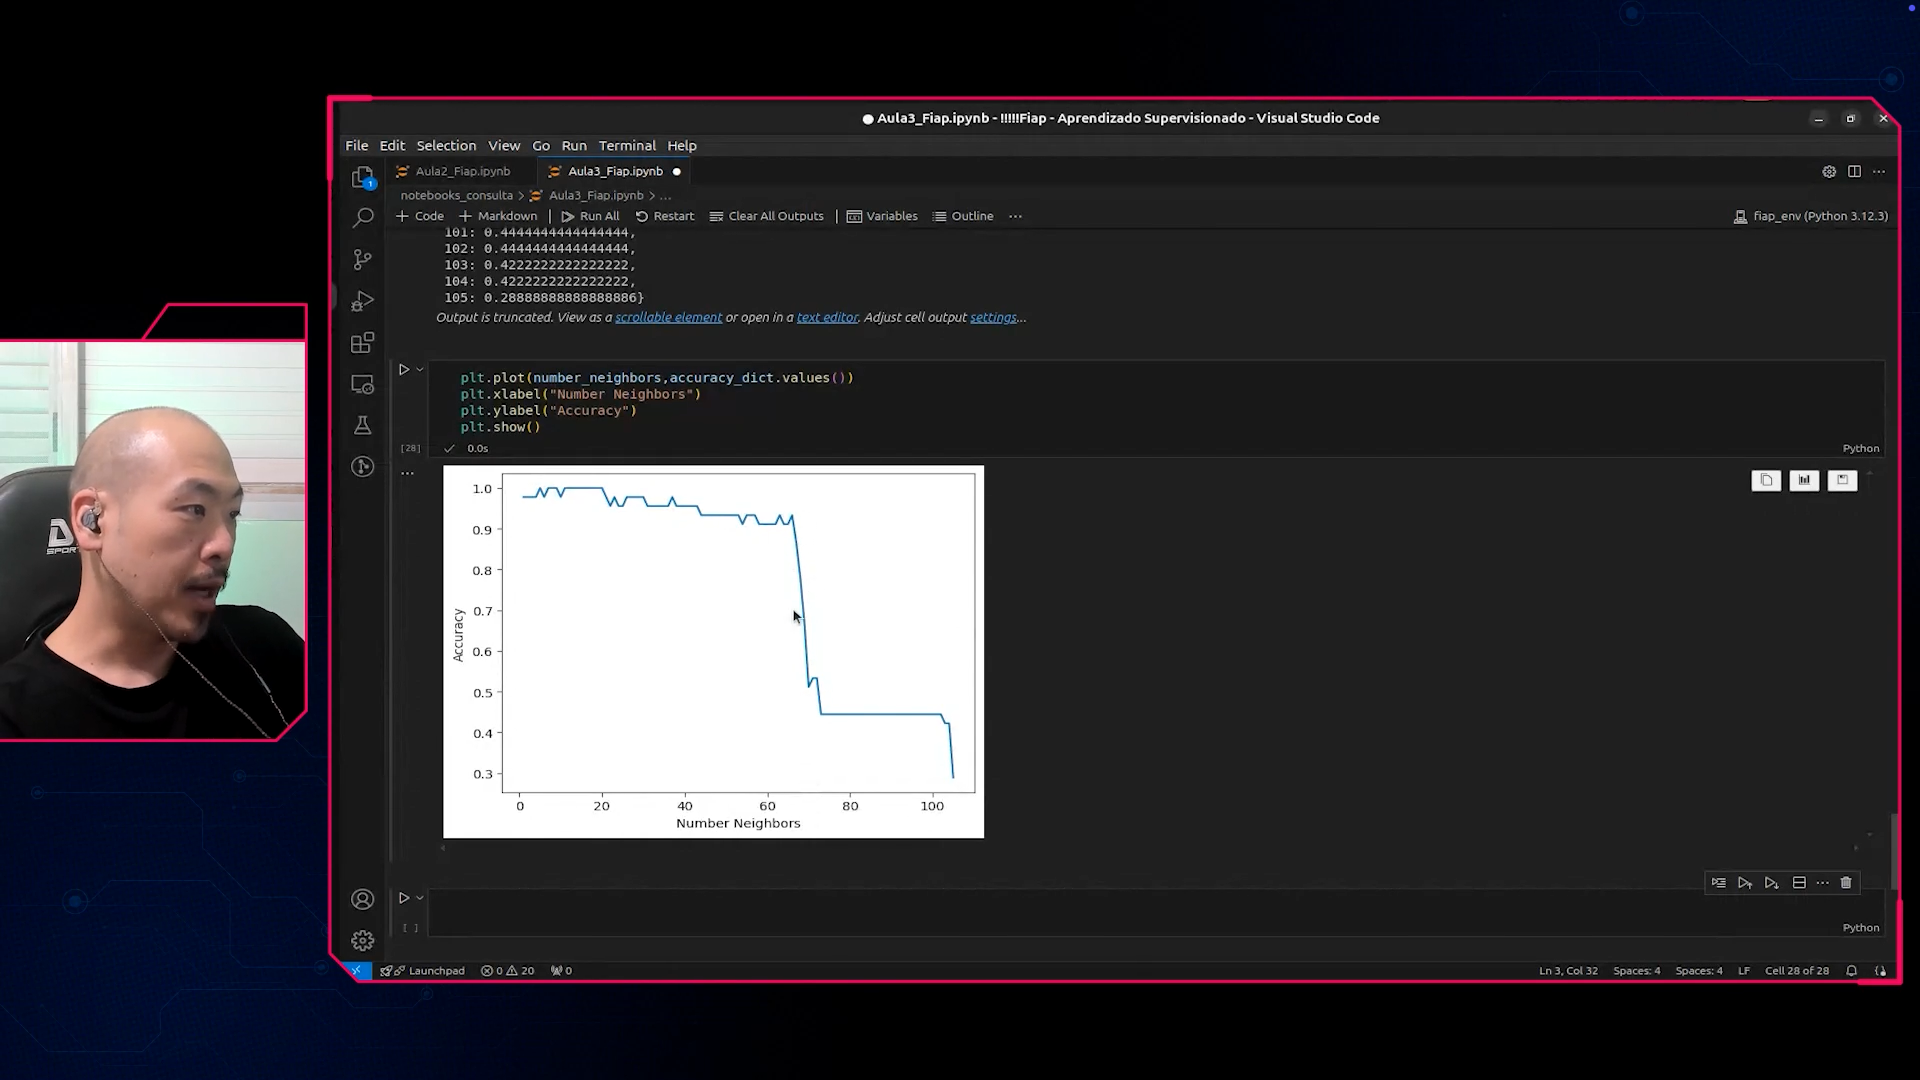 Aula3_Fiap.ipynb - !!!!!Fiap - Aprendizado Supervisionado - Visual Studio Code
File Edit Selection View Go Run Terminal Help
Aula2_Fiap.ipynb
Aula3_Fiap.ipynb
notebooks_consulta > Aula3_Fiap.ipynb > ...
+ Code + Markdown | Run All Restart Clear All Outputs | Variables Outline ...
fiap_env (Python 3.12.3)
101: 0.4444444444444444,
102: 0.4444444444444444,
103: 0.4222222222222222,
104: 0.4222222222222222,
105: 0.28888888888888886}
Output is truncated. View as a scrollable element or open in a text editor. Adjust cell output settings...
plt.plot(number_neighbors,accuracy_dict.values())
plt.xlabel("Number Neighbors")
plt.ylabel("Accuracy")
plt.show()
[28]
0.0s
Python
1.0
0.9
0.8
0.7
0.6
0.5
0.4
0.3
Accuracy
0 20 40 60 80 100
Number Neighbors
[ ]
Python
Launchpad 0 20 0
Ln 3, Col 32 Spaces: 4 Spaces: 4 LF Cell 28 of 28
1
SPORT